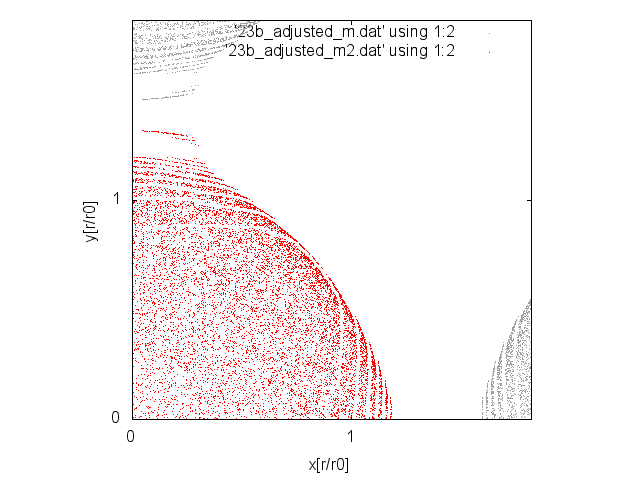 '23b_adjusted_m.dat' using 1:2
'23b_adjusted_m2.dat' using 1:2
1
y[r/r0]
0
0 1
x[r/r0]